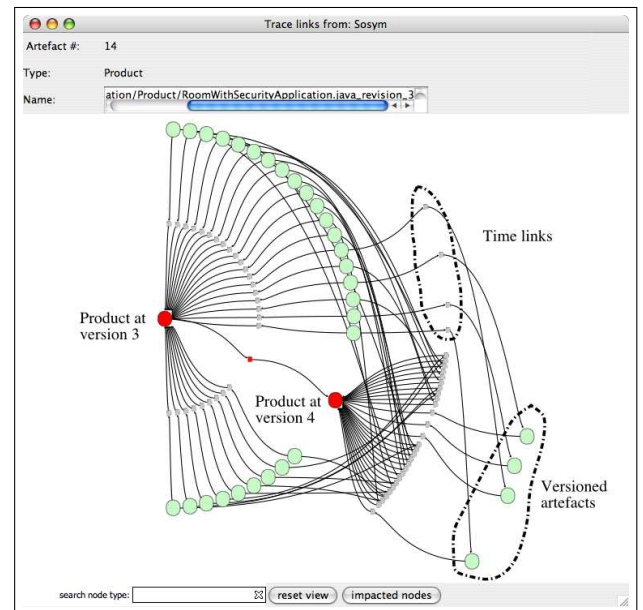 Trace links from: Sosym
Artefact #: 14
Type: Product
Name: ation/Product/RoomWithSecurityApplication.java_revision_3
Time links
Product at
version 3
Product at
version 4
Versioned
artefacts
search node type: reset view impacted nodes